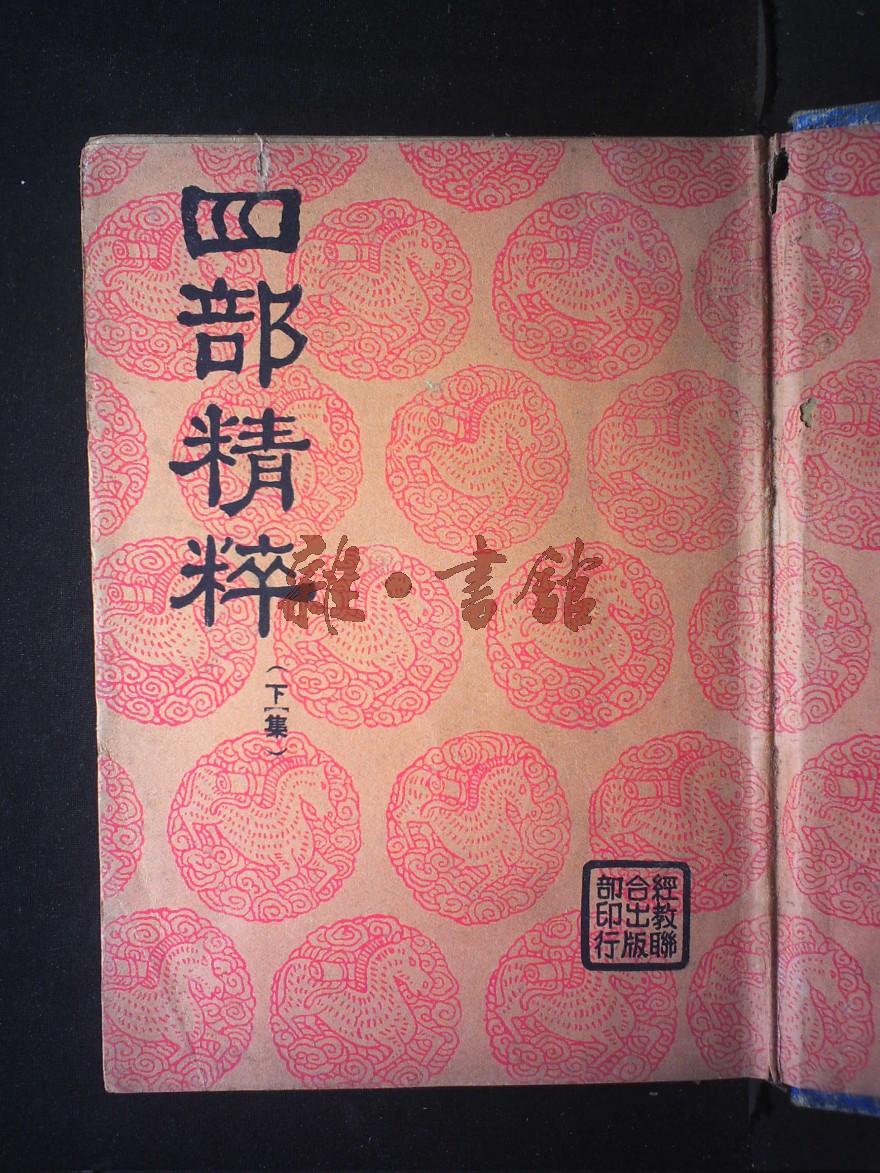 四部精粹
（下集）
雜·書館
經教聯
合出版
部印行